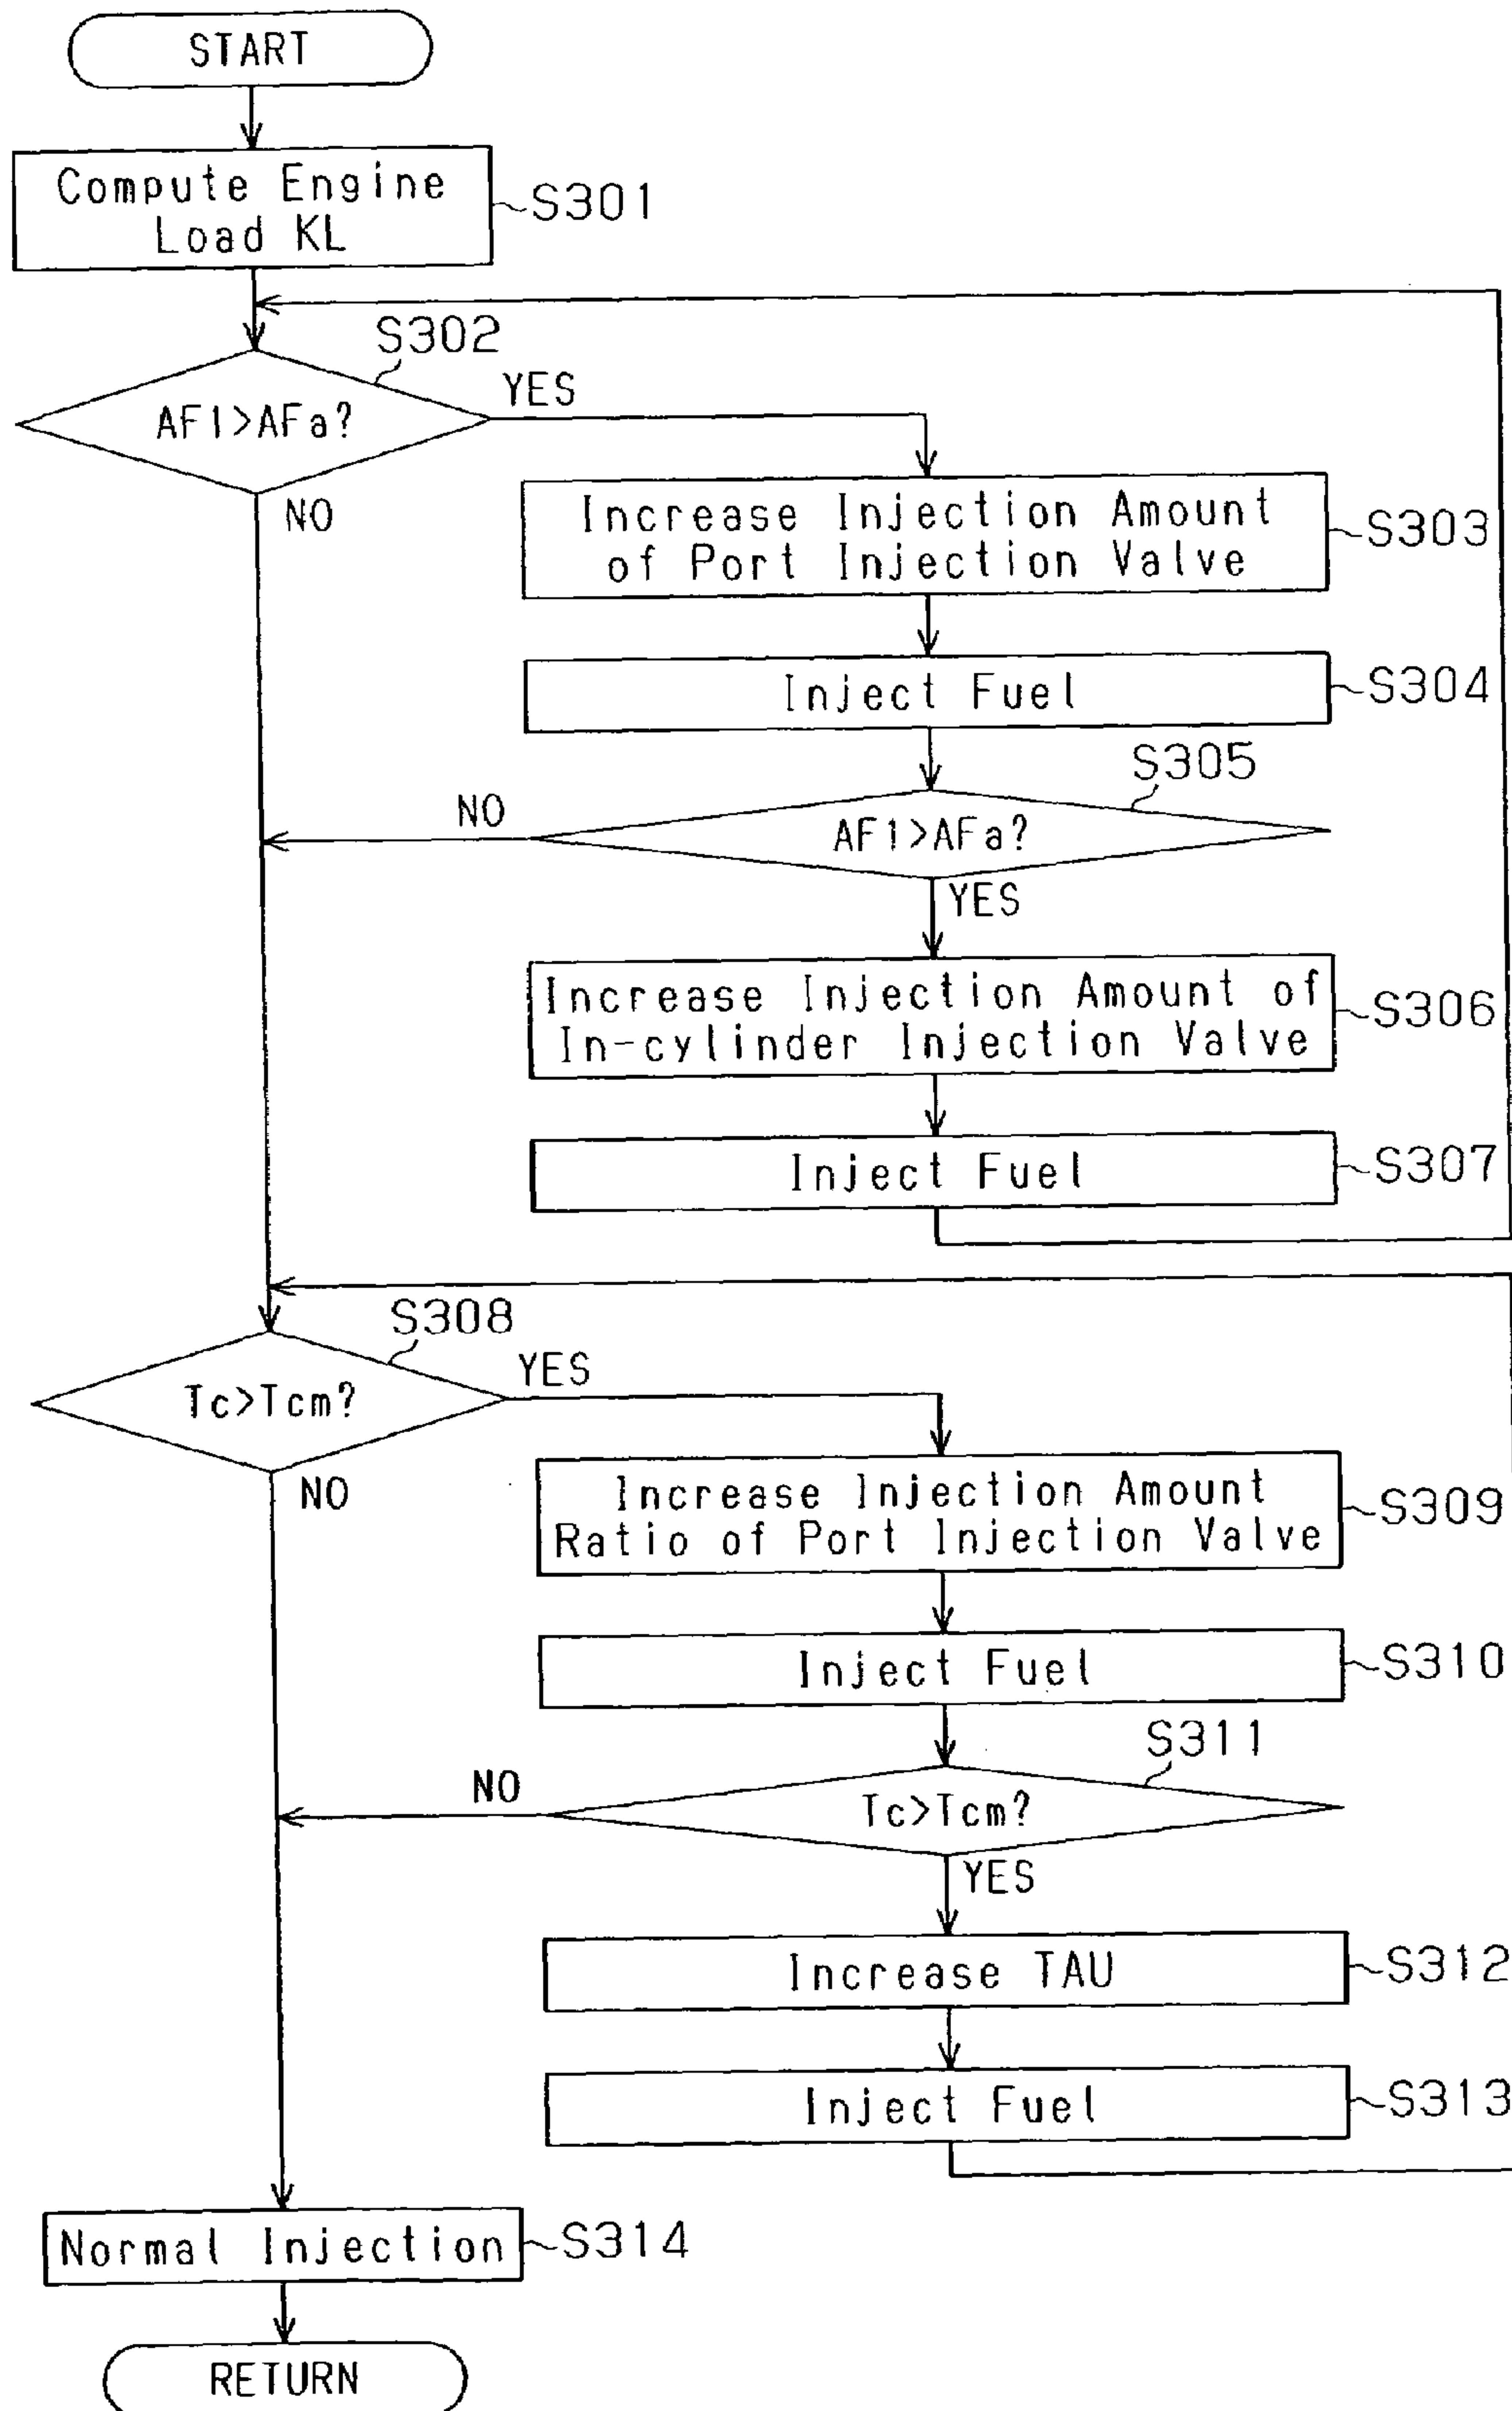 START
Compute Engine
Load KL
S301
S302
AF1>AFa?
YES
NO
Increase Injection Amount
of Port Injection Valve
S303
Inject Fuel
S304
S305
AF1>AFa?
NO
YES
Increase Injection Amount of
In-cylinder Injection Valve
S306
Inject Fuel
S307
S308
Tc>Tcm?
YES
NO
Increase Injection Amount
Ratio of Port Injection Valve
S309
Inject Fuel
S310
S311
Tc>Tcm?
NO
YES
Increase TAU
S312
Inject Fuel
S313
Normal Injection
S314
RETURN